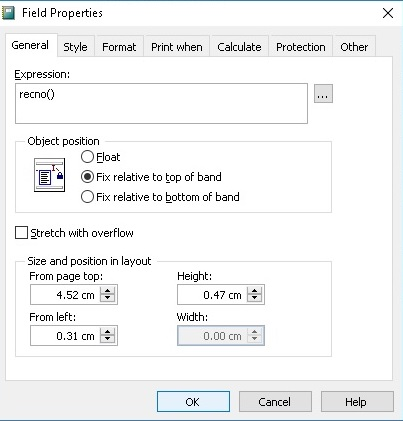 Field Properties
General Style Format Print when Calculate Protection Other
Expression:
recno()
...
Object position
Float
Fix relative to top of band
Fix relative to bottom of band
Stretch with overflow
Size and position in layout
From page top: Height:
4.52 cm 0.47 cm
From left: Width:
0.31 cm 0.00 cm
OK Cancel Help